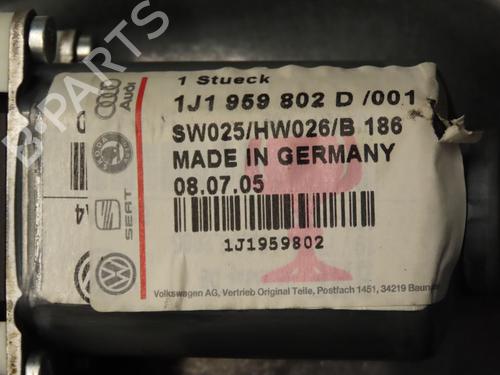 B-PARTS
1 Stueck
1J1 959 802 D /001
SW025/HW026/B 186
MADE IN GERMANY
08.07.05
1J1959802
Volkswagen AG, Vertrieb Original Teile, Postfach 1451, 34219 Baun
Audi
SEAT